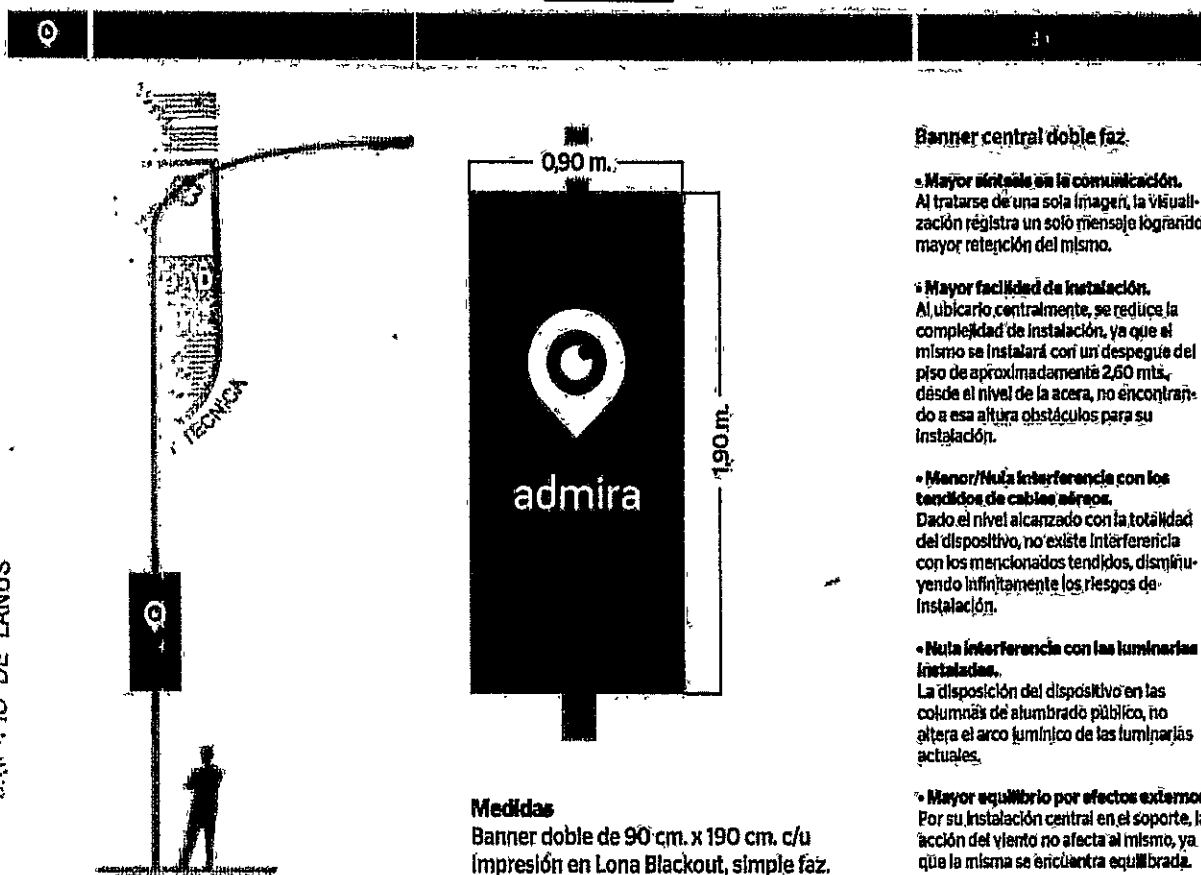 TECNICA
0,90 m.
admira
1,90 m.
Medidas
Banner doble de 90 cm. x 190 cm. c/u
impresión en Lona Blackout, simple faz.
Banner central doble faz
• Mayor síntesis en la comunicación.
Al tratarse de una sola imagen, la visuali-
zación registra un solo mensaje logrando
mayor retención del mismo.
• Mayor facilidad de instalación.
Al ubicarlo centralmente, se reduce la
complejidad de instalación, ya que el
mismo se instalará con un despegue del
piso de aproximadamente 2,60 mts.,
desde el nivel de la acera, no encontran-
do a esa altura obstáculos para su
instalación.
• Menor/Nula interferencia con los
tendidos de cables aéreos.
Dado el nivel alcanzado con la totalidad
del dispositivo, no existe interferencia
con los mencionados tendidos, disminu-
yendo infinitamente los riesgos de
instalación.
• Nula interferencia con las luminarias
instaladas.
La disposición del dispositivo en las
columnas de alumbrado público, no
altera el arco lumínico de las luminarias
actuales.
• Mayor equilibrio por efectos externos
Por su instalación central en el soporte, la
acción del viento no afecta al mismo, ya
que la misma se encuentra equilibrada.
DE LANUS